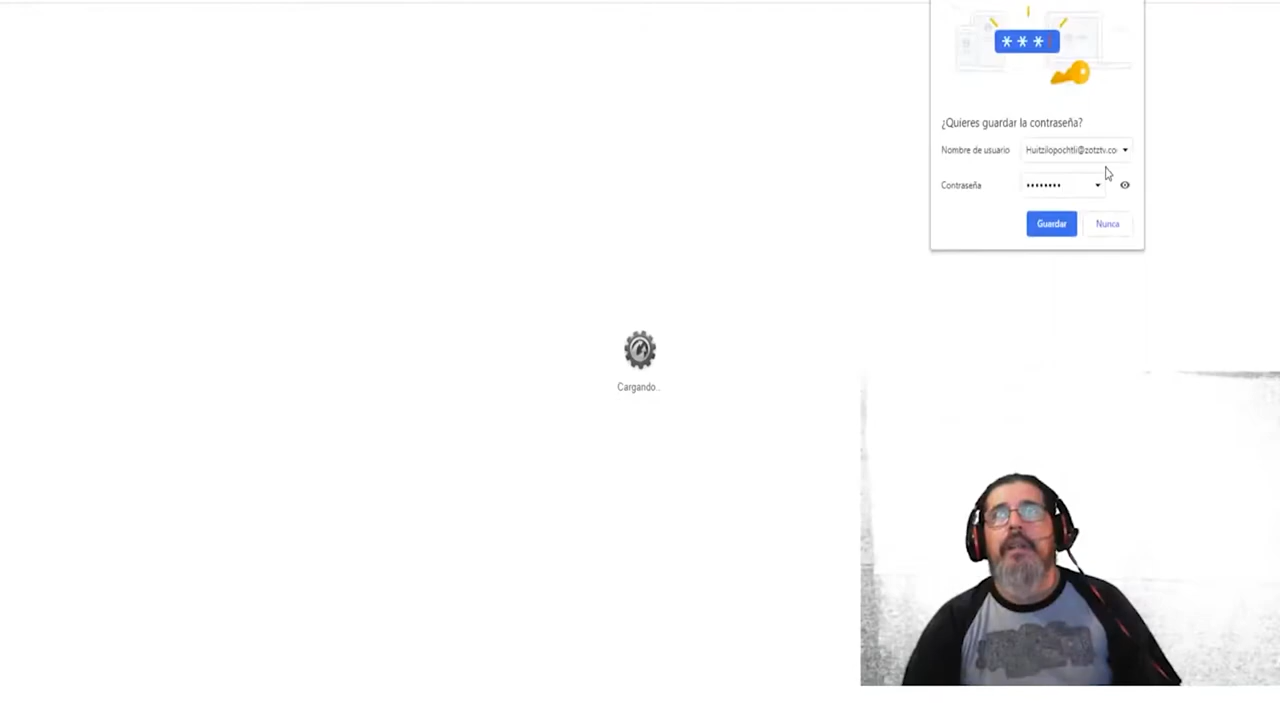 ***
¿Quieres guardar la contraseña?
Nombre de usuario Huitzilopochtli@zotztv.co
Contraseña ••••••••
Guardar Nunca
Cargando..